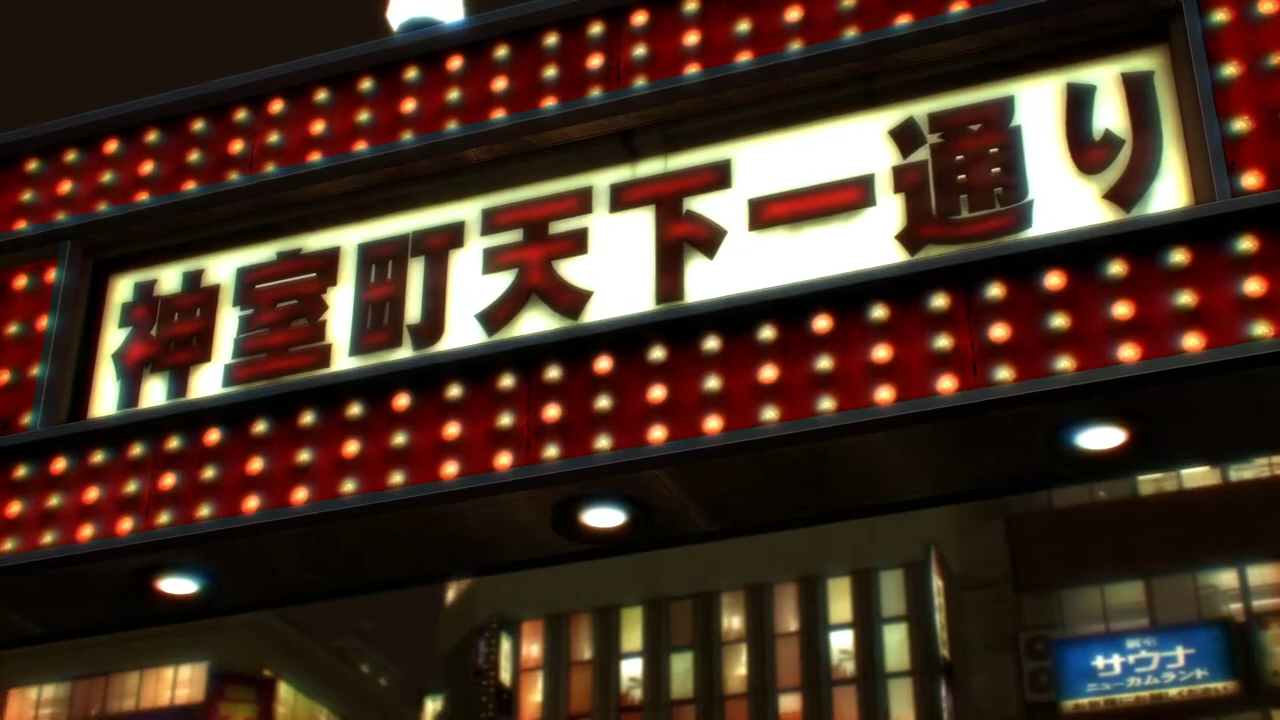 神室町天下一通り
サウナ
ニューカムランド